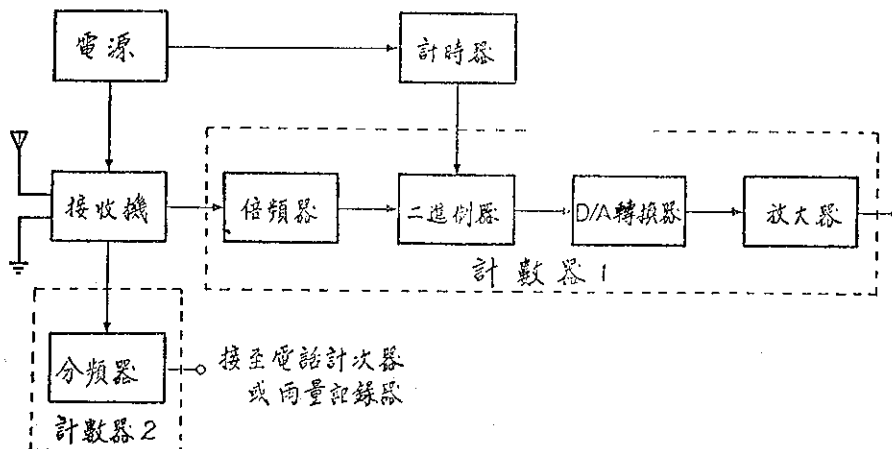 電源
計時器
接收機
倍頻器
二進制器
D/A轉換器
放大器
計數器1
分頻器
接至電話計次器
或雨量記錄器
計數器2